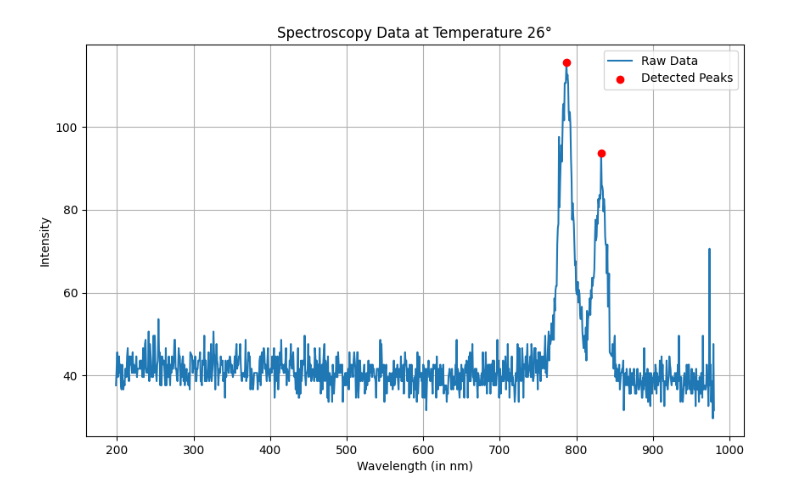 Spectroscopy Data at Temperature 26°
Raw Data
Detected Peaks
Intensity
100
80
60
40
200 300 400 500 600 700 800 900 1000
Wavelength (in nm)